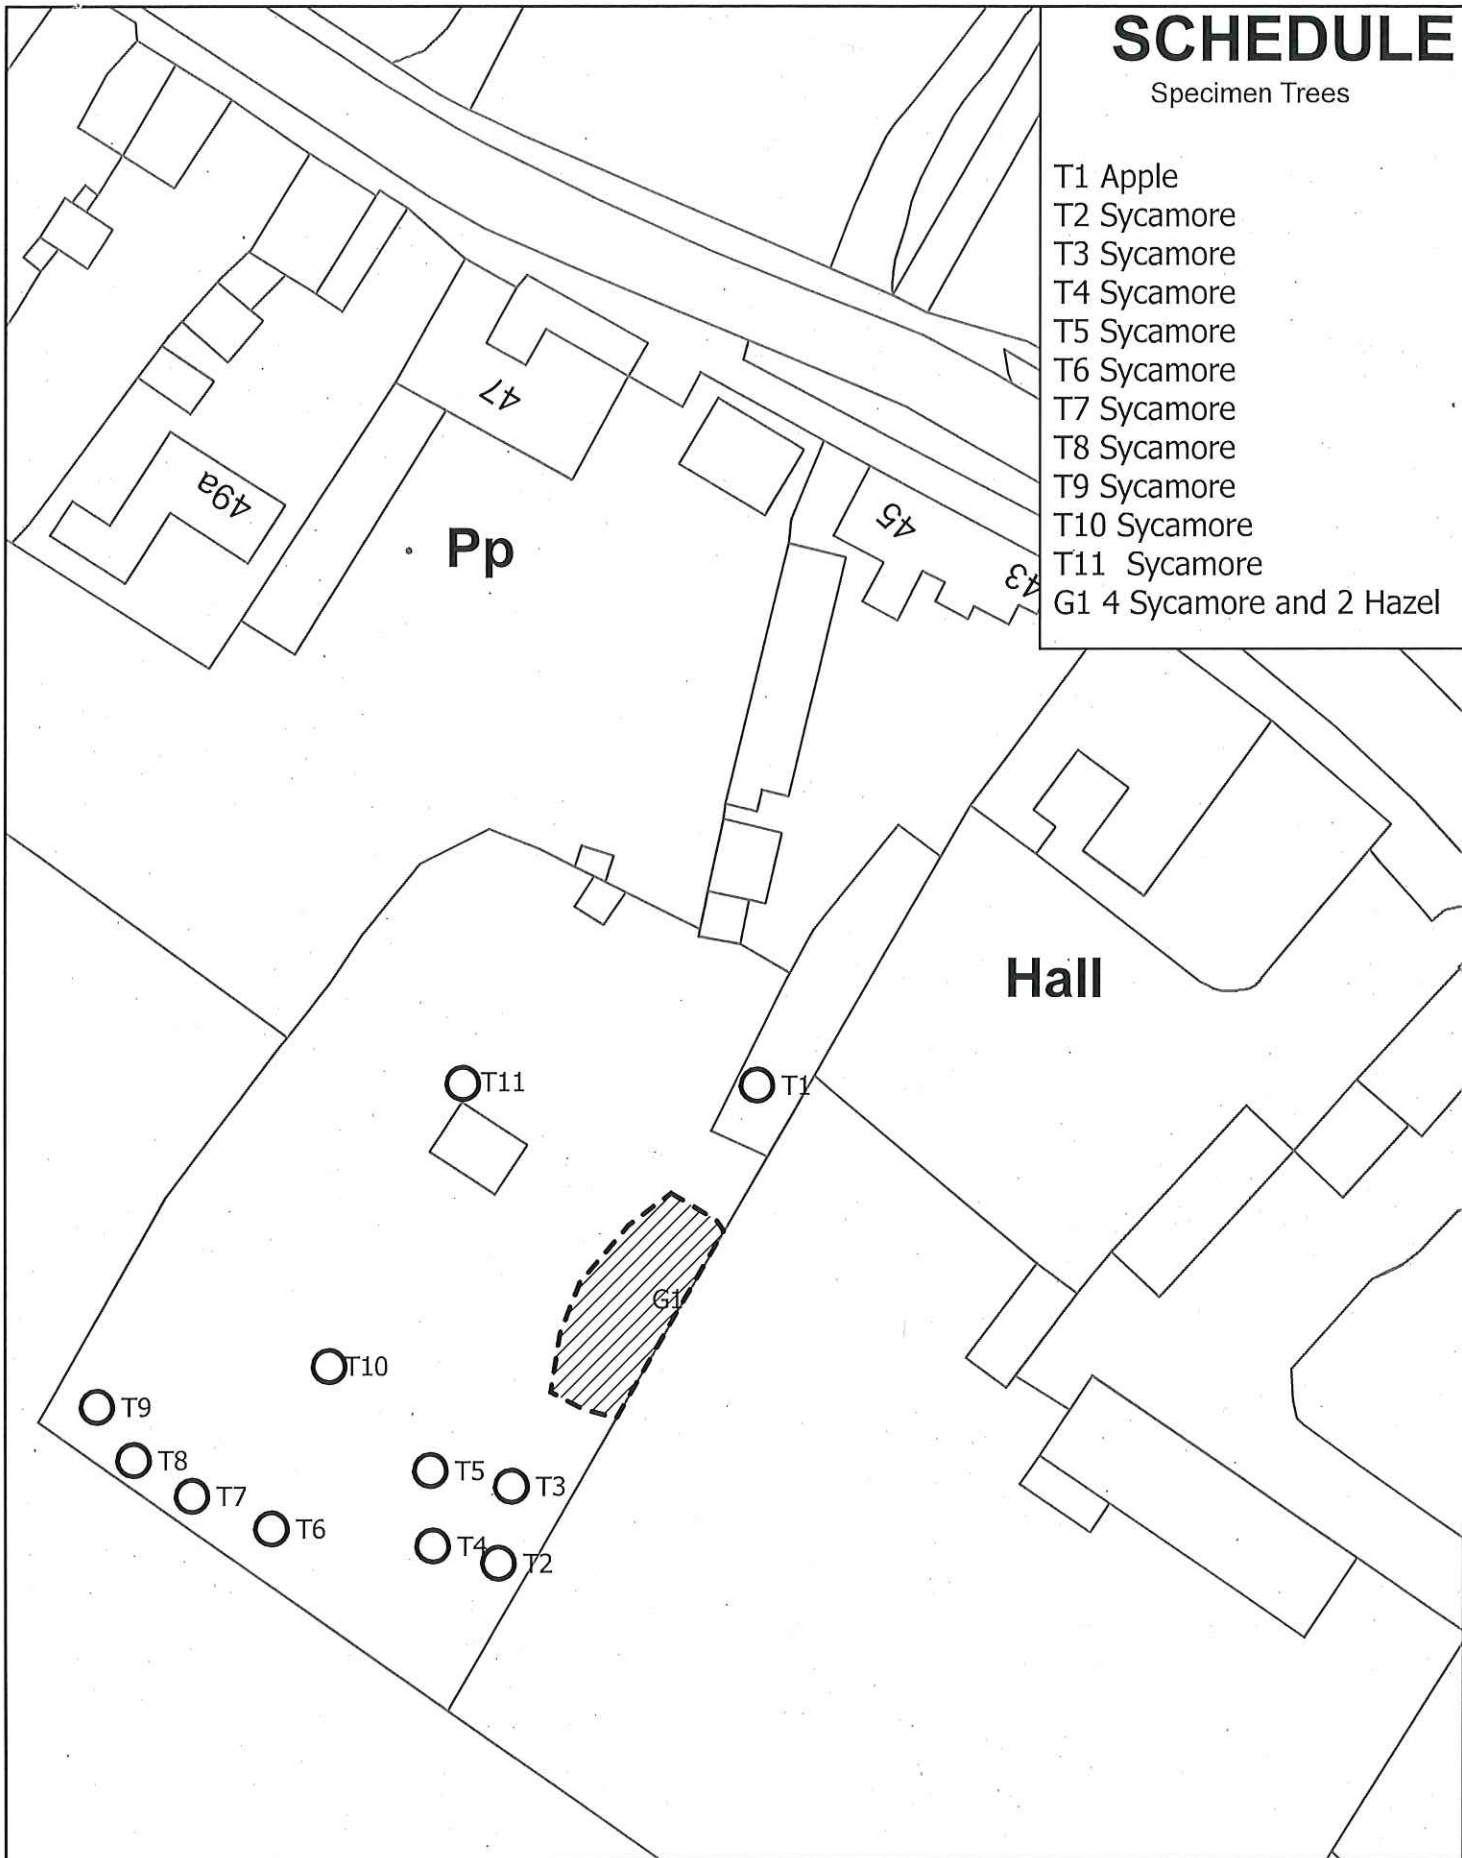 SCHEDULE
Specimen Trees
T1 Apple
T2 Sycamore
T3 Sycamore
T4 Sycamore
T5 Sycamore
T6 Sycamore
T7 Sycamore
T8 Sycamore
T9 Sycamore
T10 Sycamore
T11 Sycamore
G1 4 Sycamore and 2 Hazel
47
49a
45
43
Pp
Hall
T11
T1
G1
T10
T9
T8
T5
T3
T7
T6
T4
T2